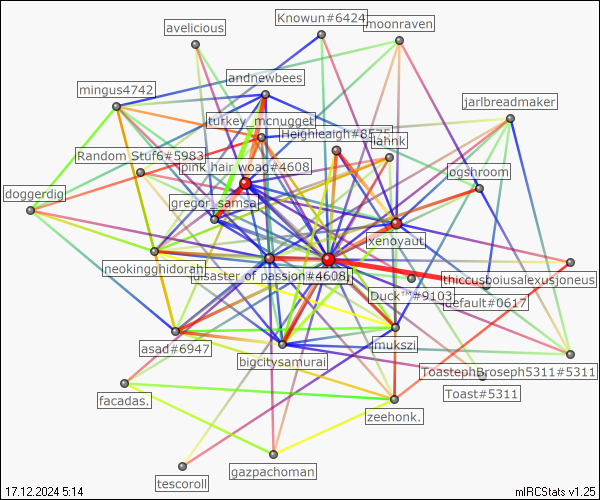 Knowun#6424
avelicious
moonraven
andnewbees
mingus4742
jarlbreadmaker
turkey_mcnugget
Heighleigh#8575
lahnk
Random Stuf6#5983
pink hair woag#4608
jogshroom
doggerdig
gregor_samsa
xenoyaut
neokingghidorah
disaster of passion#4608
thiccusboiusalexusjoneus
Duck™#9103
default#0617
asad#6947
mukszi
bigcitysamurai
ToastephBroseph5311#5311
Toast#5311
facadas.
zeehonk.
gazpachoman
tescoroll
17.12.2024 5:14
mIRCStats v1.25